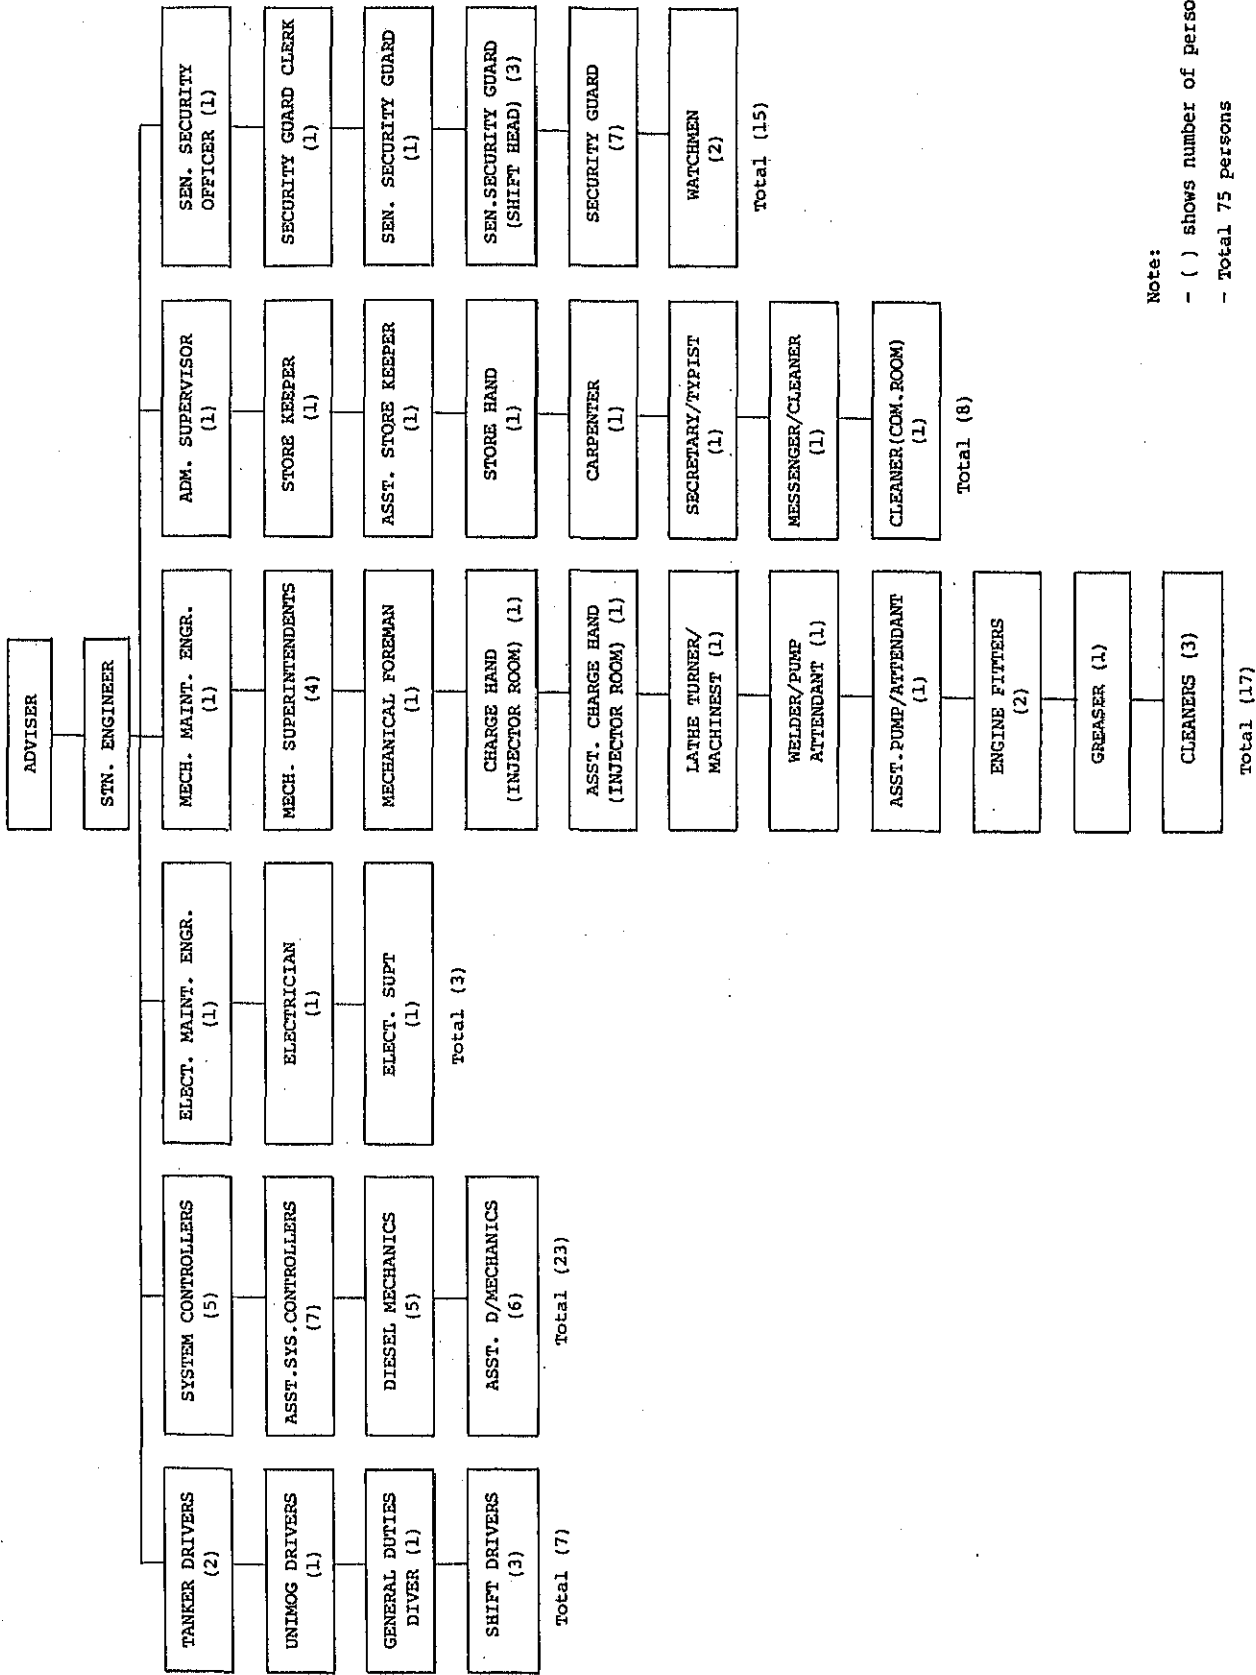 ADVISER
STN. ENGINEER
TANKER DRIVERS
(2)
UNIMOG DRIVERS
(1)
GENERAL DUTIES
DIVER (1)
SHIFT DRIVERS
(3)
Total (7)
SYSTEM CONTROLLERS
(5)
ASST.SYS.CONTROLLERS
(7)
DIESEL MECHANICS
(5)
ASST. D/MECHANICS
(6)
Total (23)
ELECT. MAINT. ENGR.
(1)
ELECTRICIAN
(1)
ELECT. SUPT
(1)
Total (3)
MECH. MAINT. ENGR.
(1)
MECH. SUPERINTENDENTS
(4)
MECHANICAL FOREMAN
(1)
CHARGE HAND
(INJECTOR ROOM) (1)
ASST. CHARGE HAND
(INJECTOR ROOM) (1)
LATHE TURNER/
MACHINEST (1)
WELDER/PUMP
ATTENDANT (1)
ASST.PUMP/ATTENDANT
(1)
ENGINE FITTERS
(2)
GREASER (1)
CLEANERS (3)
Total (17)
ADM. SUPERVISOR
(1)
STORE KEEPER
(1)
ASST. STORE KEEPER
(1)
STORE HAND
(1)
CARPENTER
(1)
SECRETARY/TYPIST
(1)
MESSENGER/CLEANER
(1)
CLEANER(COM.ROOM)
(1)
Total (8)
SEN. SECURITY
OFFICER (1)
SECURITY GUARD CLERK
(1)
SEN. SECURITY GUARD
(1)
SEN.SECURITY GUARD
(SHIFT HEAD) (3)
SECURITY GUARD
(7)
WATCHMEN
(2)
Total (15)
Note:
- ( ) shows number of perso
- Total 75 persons